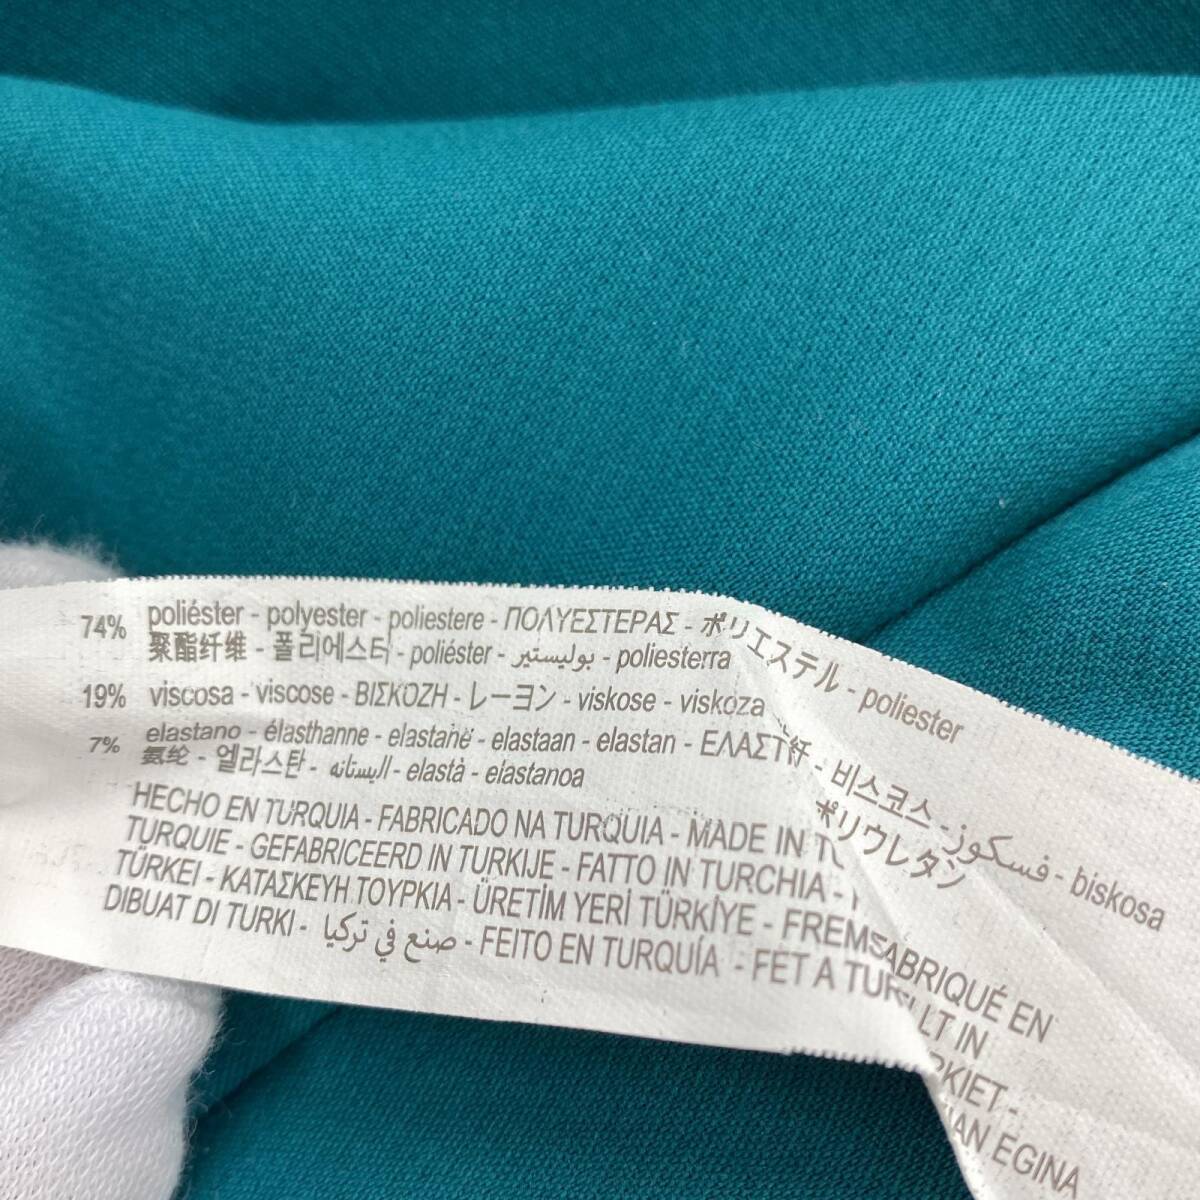 74% poliéster - polyester - poliestere - ΠΟΛΥΕΣΤΕΡΑΣ - ポリエステル - poliester
聚酯纤维 - 폴리에스터 - poliéster - بوليستير - poliesterra
19% viscosa - viscose - ΒΙΣΚΟΖΗ - レーヨン - viskose - viskoza - 비스코스 - فسكوز - biskosa
7% elastano - élasthanne - elastane - elastaan - elastan - ポリウレタン
氨纶 - 엘라스탄 - اليستانه - elastà - elastanoa
HECHO EN TURQUIA - FABRICADO NA TURQUIA - MADE IN FABRIQUÉ EN
TURQUIE - GEFABRICEERD IN TURKIJE - FATTO IN TURCHIA - IN
TÜRKEI - ΚΑΤΑΣΚΕΥΗ ΤΟΥΡΚΙΑ - ÜRETİM YERİ TÜRKİYE -
DIBUAT DI TURKI - صنع في تركيا - FEITO EN TURQUÍA - FET A EGINA